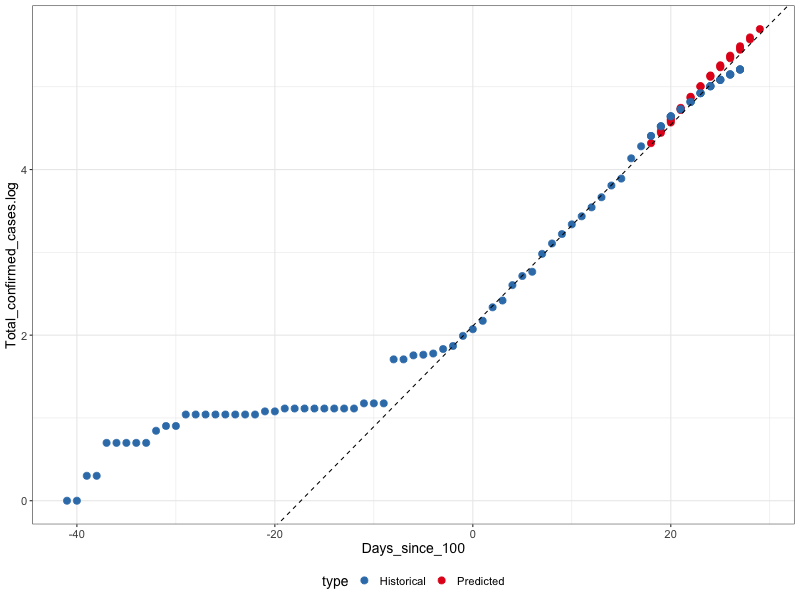 Total_confirmed_cases.log
4
2
0
-40
-20
0
20
Days_since_100
type Historical Predicted